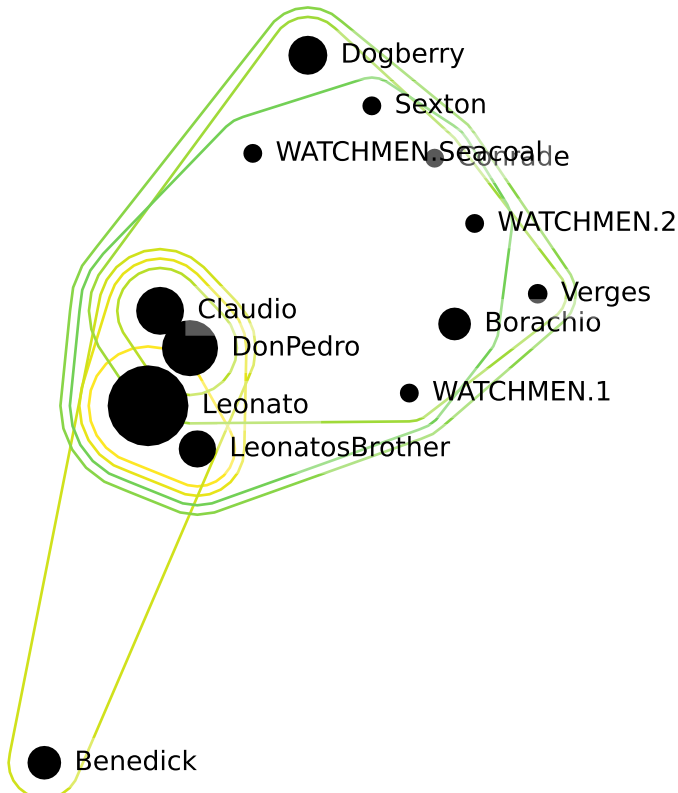 Dogberry
Sexton
WATCHMEN.Seacoal
Conrade
WATCHMEN.2
Verges
Claudio
Borachio
DonPedro
WATCHMEN.1
Leonato
LeonatosBrother
Benedick